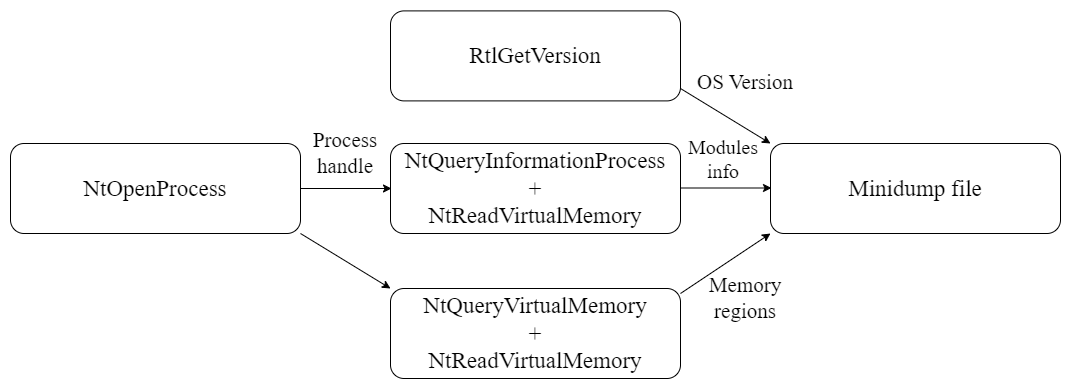 RtlGetVersion
OS Version
NtOpenProcess
Process
handle
NtQueryInformationProcess
+
NtReadVirtualMemory
Modules
info
Minidump file
NtQueryVirtualMemory
+
NtReadVirtualMemory
Memory
regions